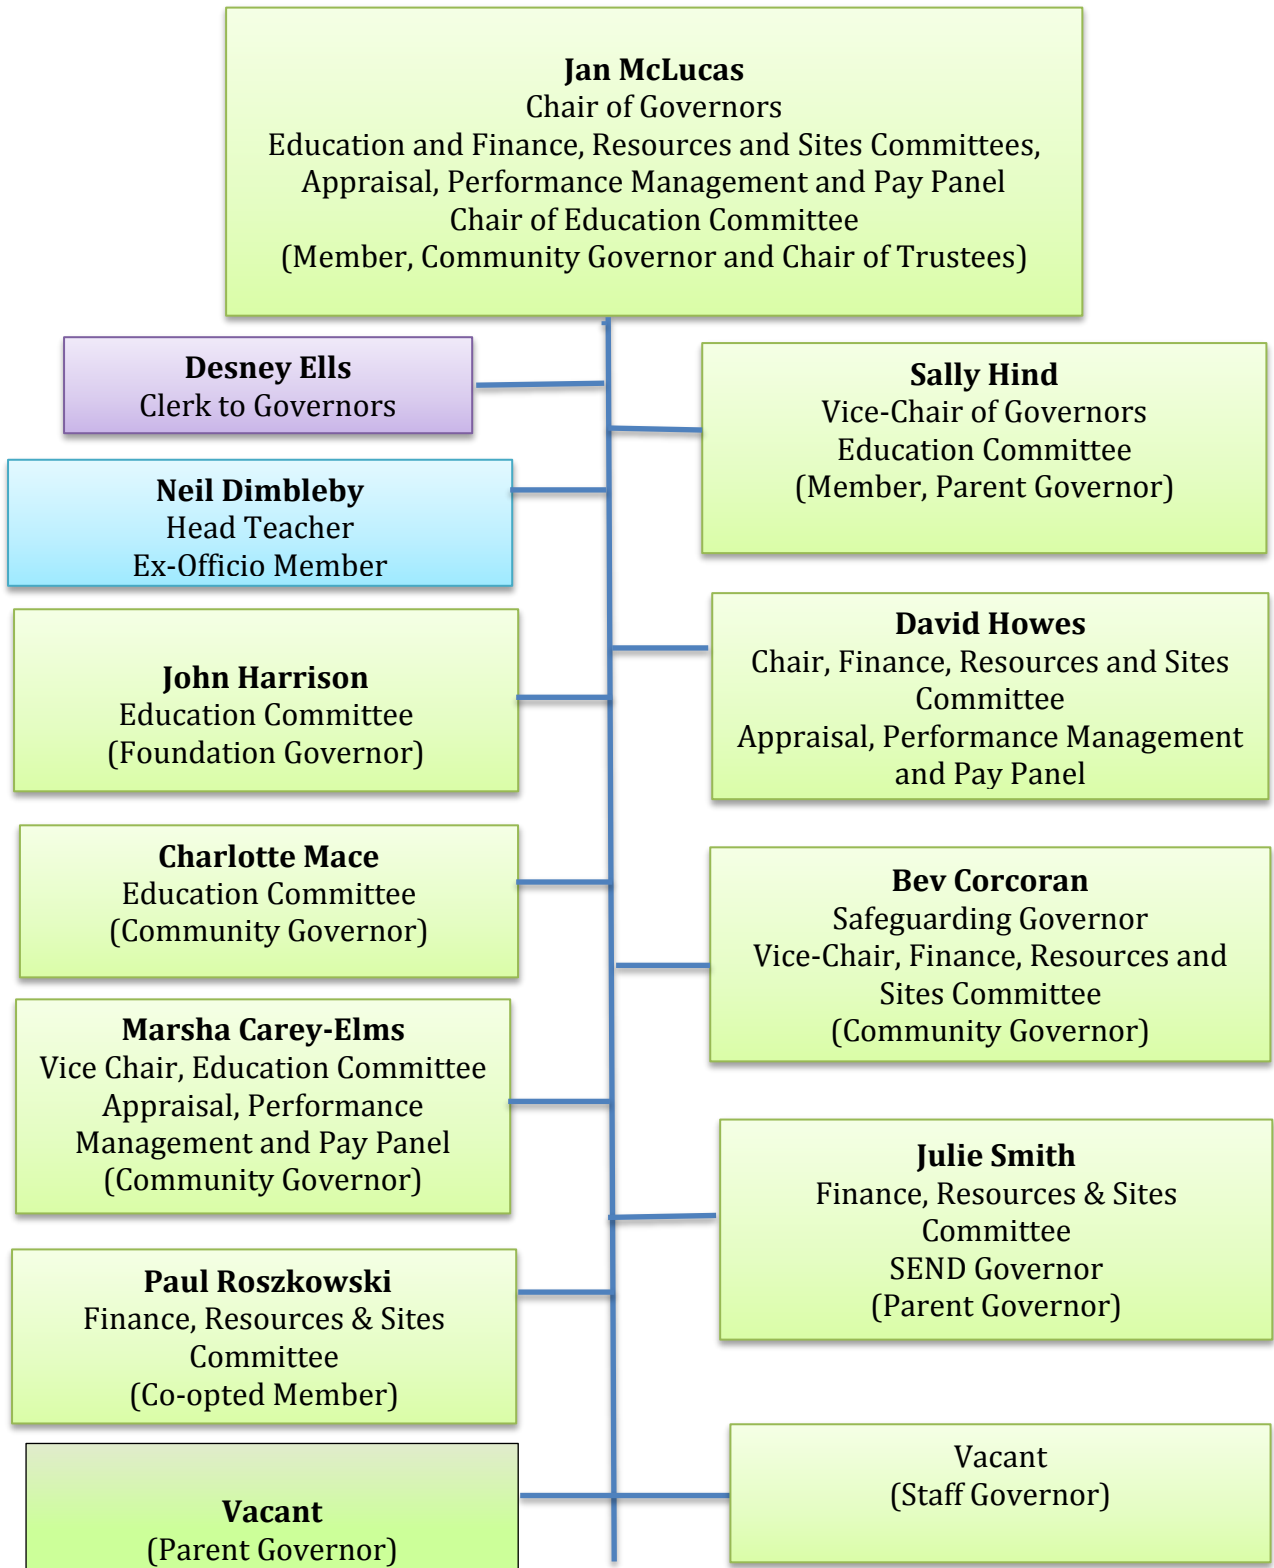 Jan McLucas
Chair of Governors
Education and Finance, Resources and Sites Committees,
Appraisal, Performance Management and Pay Panel
Chair of Education Committee
(Member, Community Governor and Chair of Trustees)
Desney Ells
Clerk to Governors
Sally Hind
Vice-Chair of Governors
Education Committee
(Member, Parent Governor)
Neil Dimbleby
Head Teacher
Ex-Officio Member
David Howes
Chair, Finance, Resources and Sites
Committee
Appraisal, Performance Management
and Pay Panel
John Harrison
Education Committee
(Foundation Governor)
Charlotte Mace
Education Committee
(Community Governor)
Bev Corcoran
Safeguarding Governor
Vice-Chair, Finance, Resources and
Sites Committee
(Community Governor)
Marsha Carey-Elms
Vice Chair, Education Committee
Appraisal, Performance
Management and Pay Panel
(Community Governor)
Julie Smith
Finance, Resources & Sites
Committee
SEND Governor
(Parent Governor)
Paul Roszkowski
Finance, Resources & Sites
Committee
(Co-opted Member)
Vacant
(Staff Governor)
Vacant
(Parent Governor)